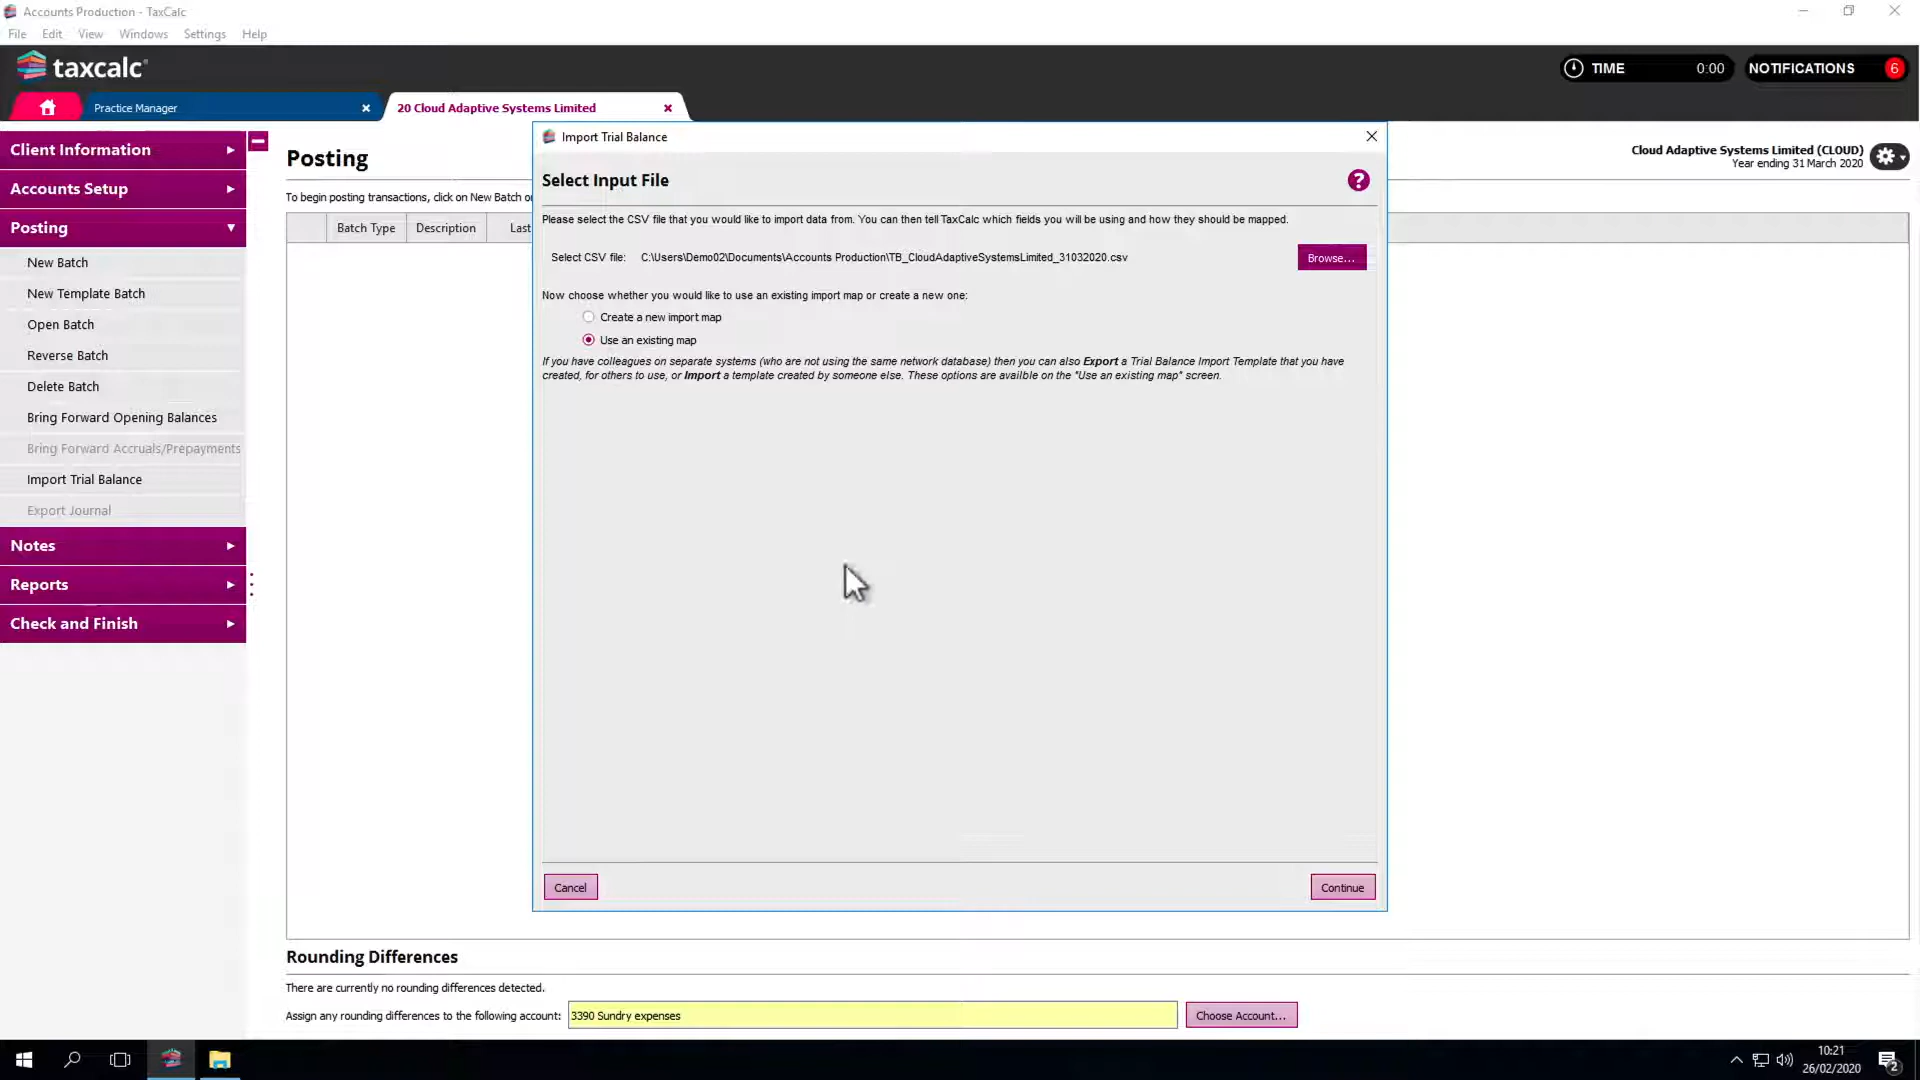 Accounts Production - TaxCalc
File Edit View Windows Settings Help
taxcalc
TIME 0:00 NOTIFICATIONS 6
Practice Manager
20 Cloud Adaptive Systems Limited
Client Information
Accounts Setup
Posting
New Batch
New Template Batch
Open Batch
Reverse Batch
Delete Batch
Bring Forward Opening Balances
Bring Forward Accruals/Prepayments
Import Trial Balance
Export Journal
Notes
Reports
Check and Finish
Posting
Cloud Adaptive Systems Limited (CLOUD)
Year ending 31 March 2020
To begin posting transactions, click on New Batch
Batch Type Description Last
Import Trial Balance
Select Input File
?
Please select the CSV file that you would like to import data from. You can then tell TaxCalc which fields you will be using and how they should be mapped.
Select CSV file: C:\Users\Demo02\Documents\Accounts Production\TB_CloudAdaptiveSystemsLimited_31032020.csv Browse...
Now choose whether you would like to use an existing import map or create a new one:
Create a new import map
Use an existing map
If you have colleagues on separate systems (who are not using the same network database) then you can also Export a Trial Balance Import Template that you have
created, for others to use, or Import a template created by someone else. These options are availble on the "Use an existing map" screen.
Cancel Continue
Rounding Differences
There are currently no rounding differences detected.
Assign any rounding differences to the following account: 3390 Sundry expenses Choose Account...
10:21
26/02/2020
2